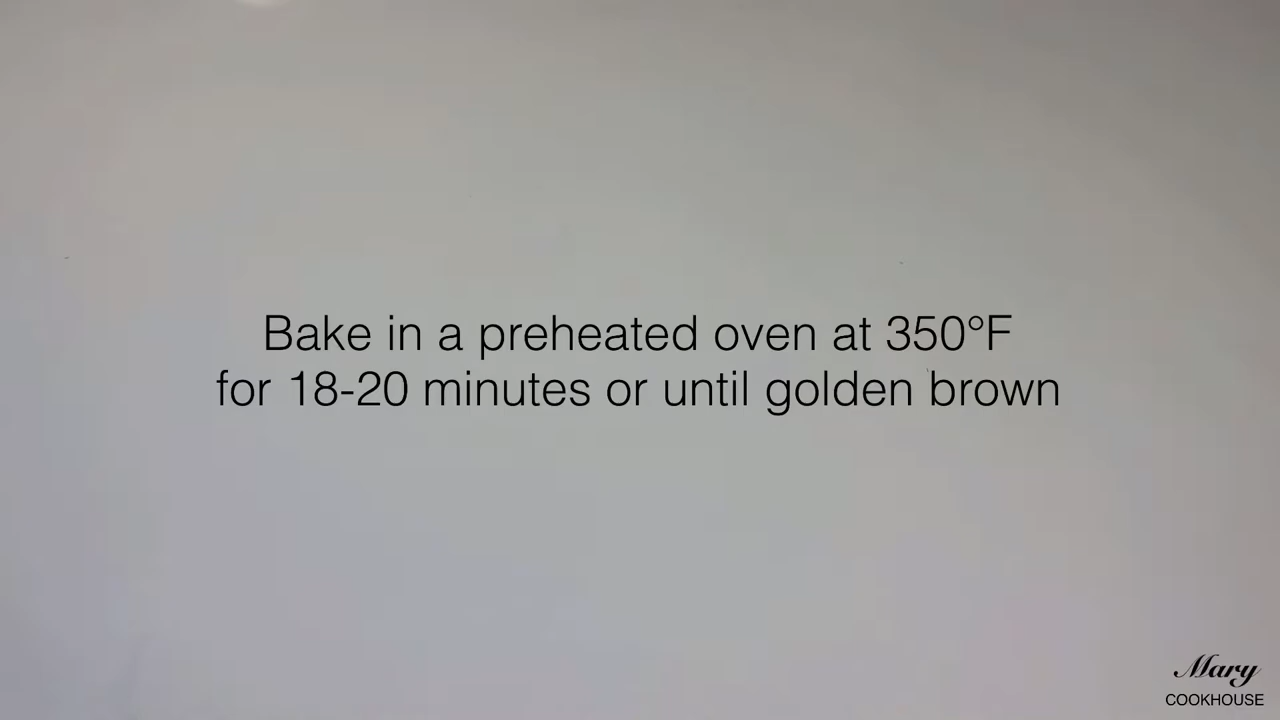 Bake in a preheated oven at 350°F
for 18-20 minutes or until golden brown
Mary
COOKHOUSE